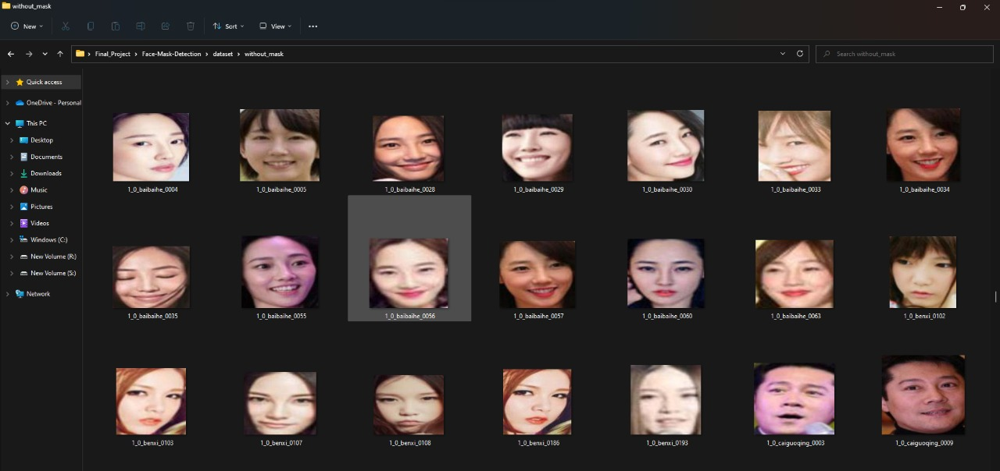 without_mask
New
Sort
View
Final_Project > Face-Mask-Detection > dataset > without_mask
Search without_mask
Quick access
OneDrive - Personal
This PC
Desktop
Documents
Downloads
Music
Pictures
Videos
Windows (C:)
New Volume (R:)
New Volume (S:)
Network
1_0_baibaihe_0004
1_0_baibaihe_0005
1_0_baibaihe_0028
1_0_baibaihe_0029
1_0_baibaihe_0030
1_0_baibaihe_0033
1_0_baibaihe_0034
1_0_baibaihe_0035
1_0_baibaihe_0055
1_0_baibaihe_0056
1_0_baibaihe_0057
1_0_baibaihe_0060
1_0_baibaihe_0063
1_0_benxi_0102
1_0_benxi_0103
1_0_benxi_0107
1_0_benxi_0108
1_0_benxi_0186
1_0_benxi_0193
1_0_caiguoqing_0003
1_0_caiguoqing_0009